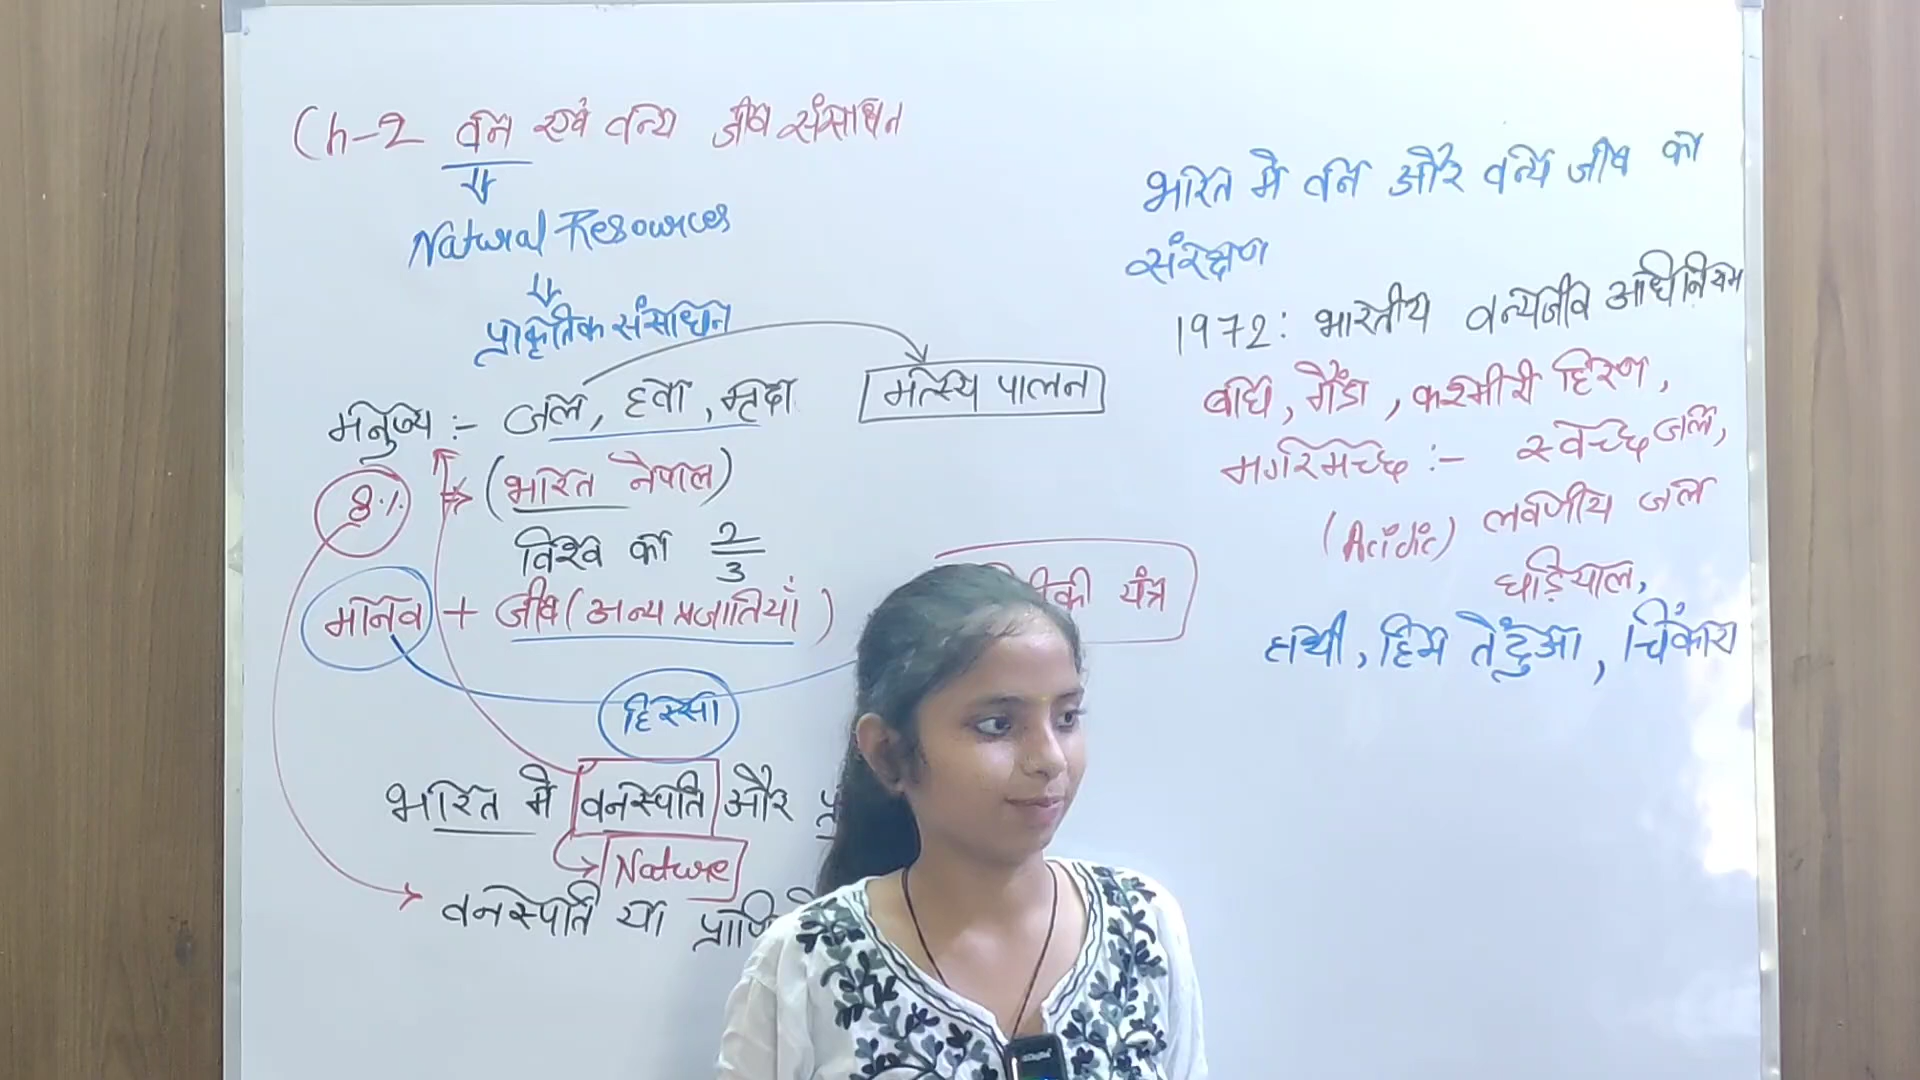 Ch-2 वन एवं वन्य जीव संसाधन
Natural Resources
प्राकृतिक संसाधन
मनुष्य :- जल, हवा, मृदा
मत्स्य पालन
8%
(भारत नेपाल)
विश्व का 2/3
मानव + जीव (अन्य प्रजातियाँ)
यंत्र
हिस्सा
भारत में वनस्पति और
Nature
वनस्पति या
भारत में वन और वन्य जीव का
संरक्षण
1972: भारतीय वन्यजीव अधिनियम
बाघ, गैंडा, कश्मीरी हिरण,
मगरमच्छ :- स्वच्छ जल,
(Acidic) लवणीय जल
घड़ियाल,
हाथी, हिम तेंदुआ, चिंकारा